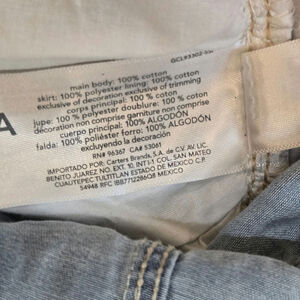 GCL93302-
main body: 100% cotton
skirt: 100% polyester lining: 100% cotton
exclusive of decoration exclusive of trimming
corps principal: 100 % coton
jupe: 100 % polyester doublure: 100 % coton
décoration non comprise garniture non comprise
cuerpo principal: 100% ALGODÓN
falda: 100% poliéster forro: 100% ALGODÓN
excluyendo la decoración
RN# 96367 CA# 53061
A
IMPORTADO POR: Carters Brands, S.A. de C.V. AV. LIC.
BENITO JUAREZ NO. EXT. 10, INT 1-I COL. SAN MATEO
CUAUTEPEC TULTITLAN ESTADO DE MEXICO C.P.
54948 RFC IBB7712286Q8 MEXICO